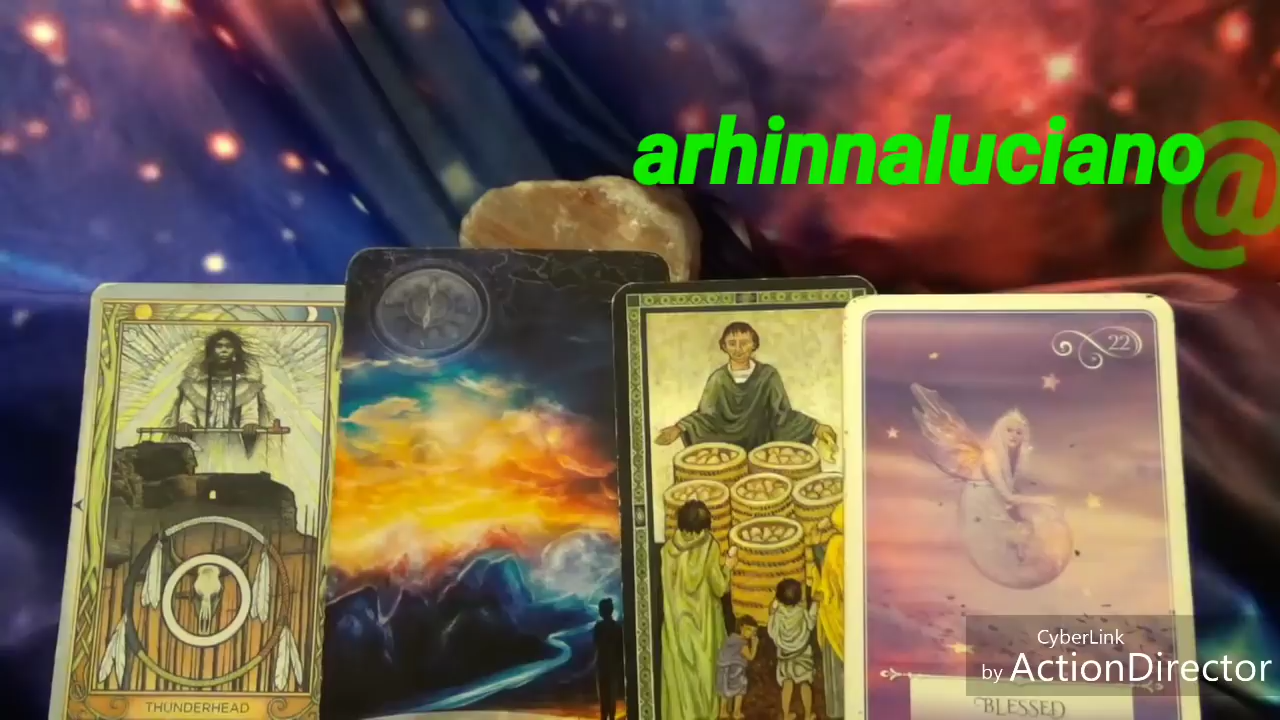 arhinnaluciano@
22
THUNDERHEAD
BLESSED
CyberLink
by ActionDirector